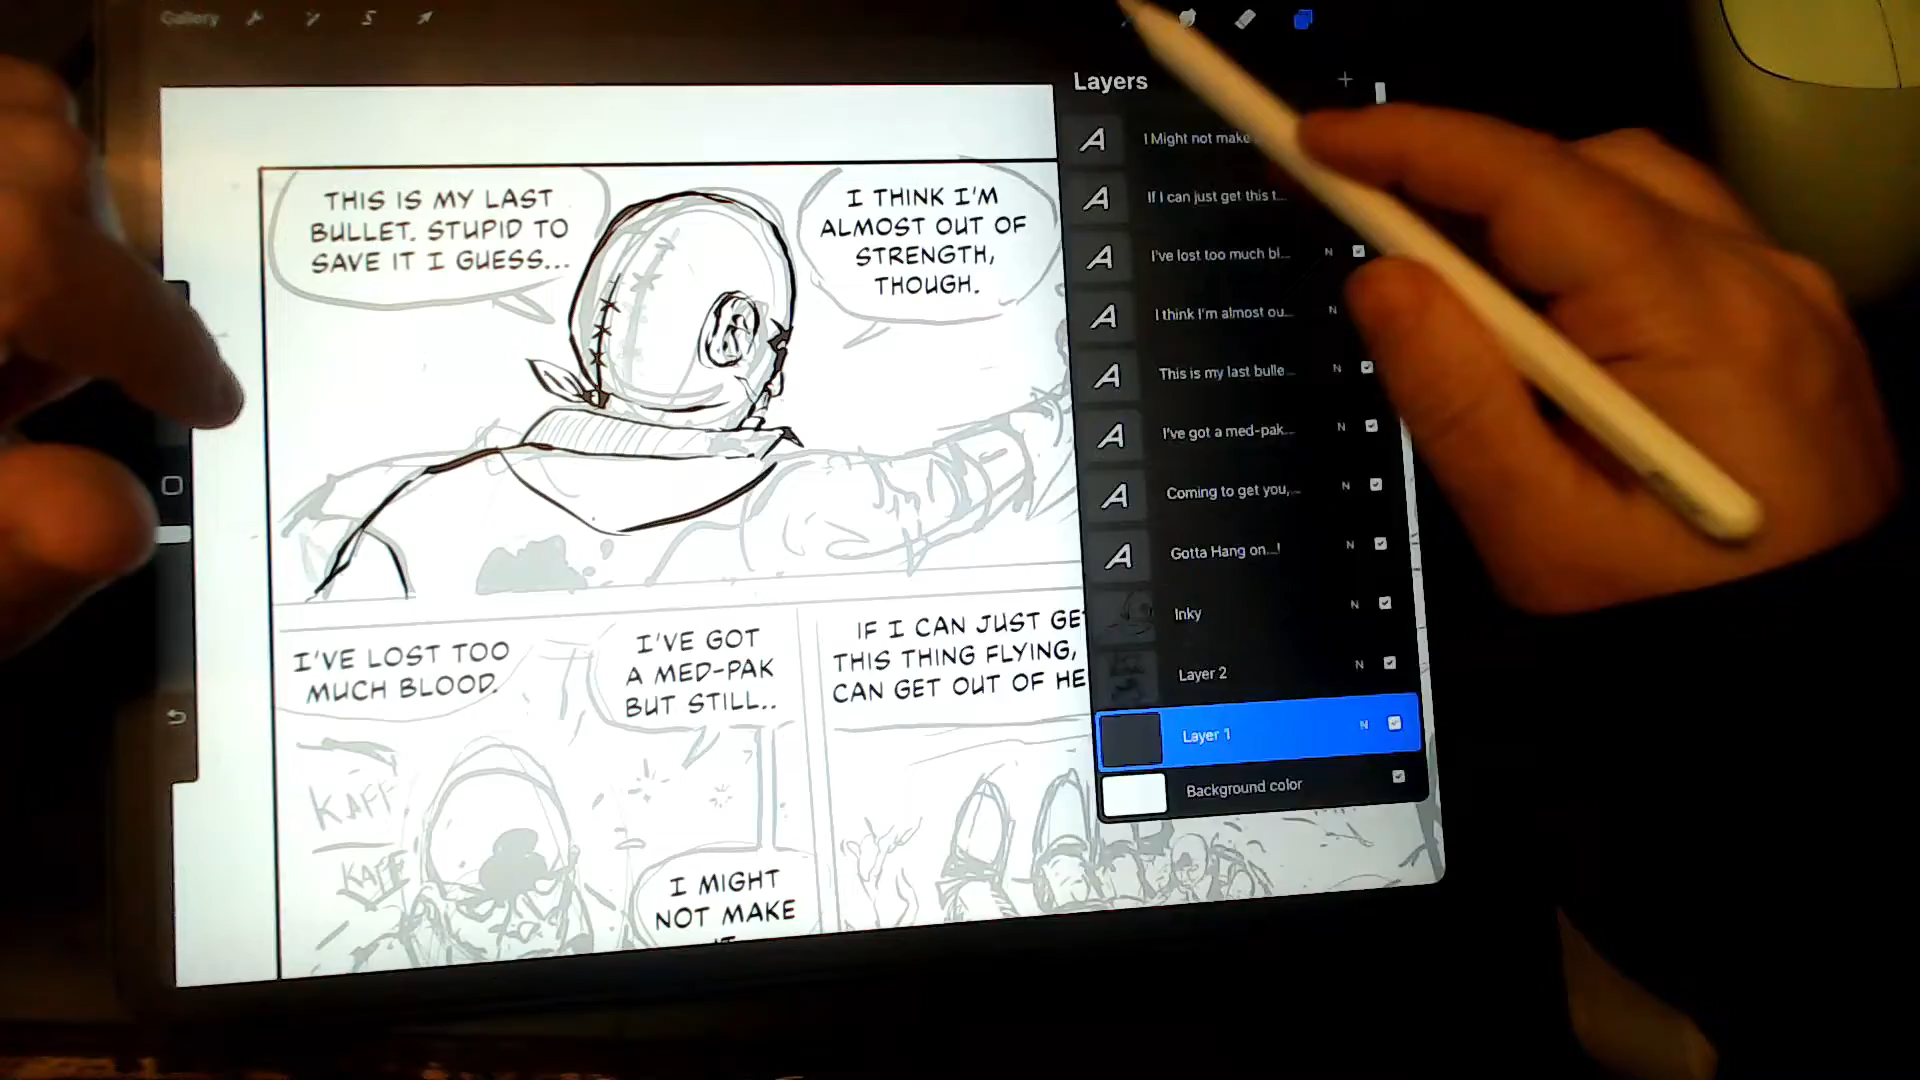 Gallery
Layers
I Might not make
If I can just get this t...
I've lost too much bl...
N
I think I'm almost ou...
N
This is my last bulle...
N
I've got a med-pak...
N
Coming to get you,...
N
Gotta Hang on...!
N
Inky
N
Layer 2
N
Layer 1
N
Background color
THIS IS MY LAST
BULLET. STUPID TO
SAVE IT I GUESS...
I THINK I'M
ALMOST OUT OF
STRENGTH,
THOUGH.
I'VE LOST TOO
MUCH BLOOD.
I'VE GOT
A MED-PAK
BUT STILL..
IF I CAN JUST GE
THIS THING FLYING,
CAN GET OUT OF HE
KAFF
KAFF
I MIGHT
NOT MAKE